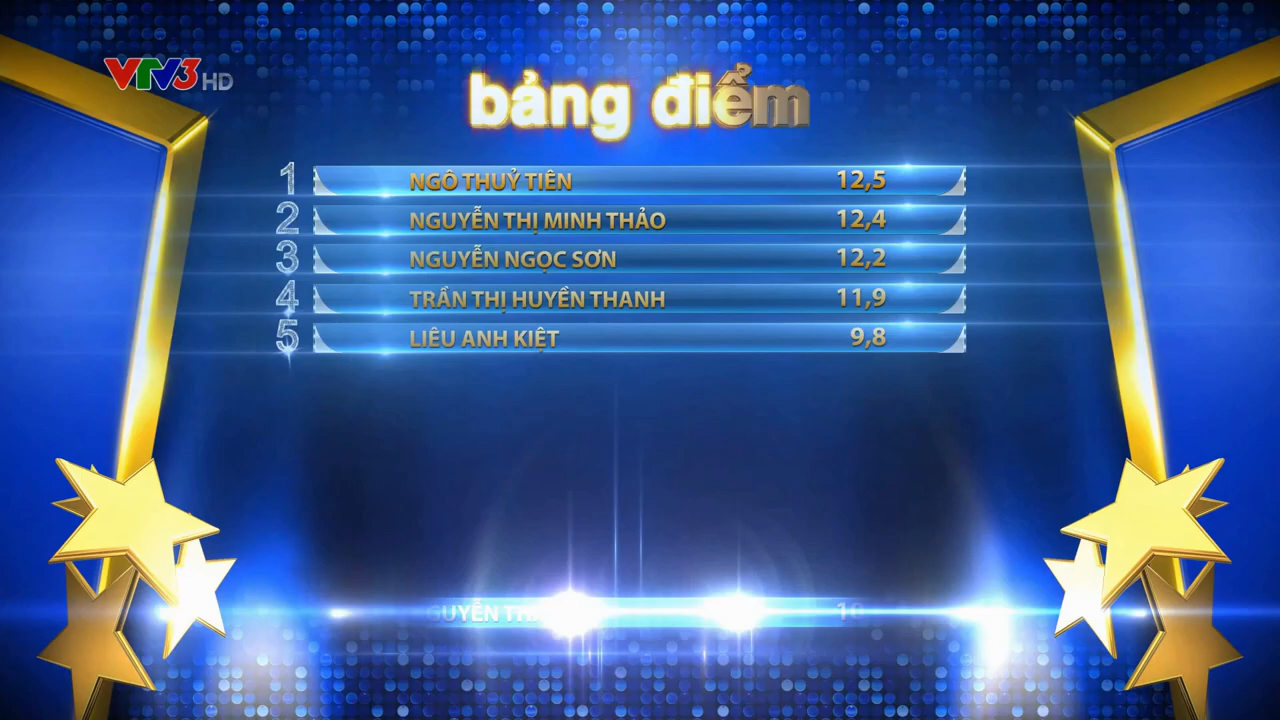 VTV3 HD
bảng điểm
1 NGÔ THUỶ TIÊN 12,5
2 NGUYỄN THỊ MINH THẢO 12,4
3 NGUYỄN NGỌC SƠN 12,2
4 TRẦN THỊ HUYỀN THANH 11,9
5 LIÊU ANH KIỆT 9,8